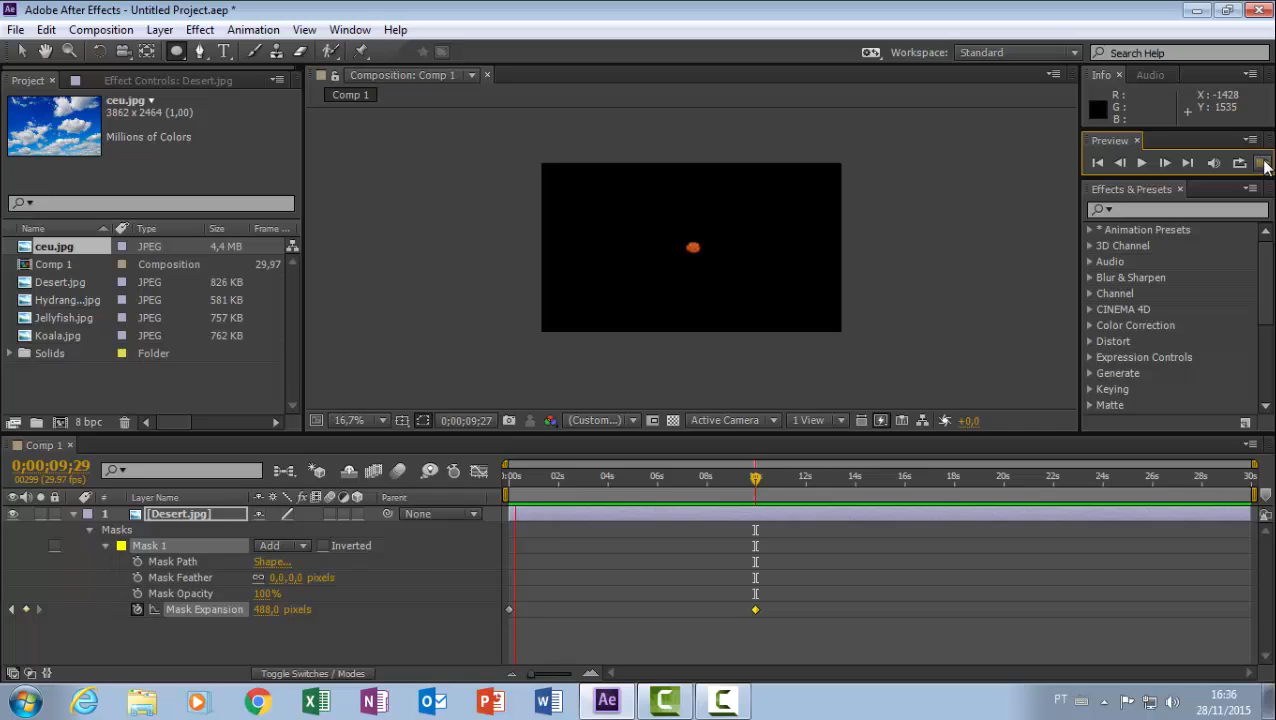 Adobe After Effects - Untitled Project.aep *
File Edit Composition Layer Effect Animation View Window Help
Workspace: Standard Search Help
Project Effect Controls: Desert.jpg
ceu.jpg
3862 x 2464 (1,00)
Millions of Colors
Name Type Size Frame ...
ceu.jpg JPEG 4,4 MB
Comp 1 Composition 29,97
Desert.jpg JPEG 826 KB
Hydrang...jpg JPEG 581 KB
Jellyfish.jpg JPEG 757 KB
Koala.jpg JPEG 762 KB
Solids Folder
8 bpc
Composition: Comp 1
Comp 1
16,7% 0;00;09;27 (Custom...) Active Camera 1 View +0,0
Info Audio
R : X : -1428
G : Y : 1535
B :
Preview
Effects & Presets
* Animation Presets
3D Channel
Audio
Blur & Sharpen
Channel
CINEMA 4D
Color Correction
Distort
Expression Controls
Generate
Keying
Matte
Comp 1
0;00;09;29
00299 (29.97 fps)
:00s 02s 04s 06s 08s 10s 12s 14s 16s 18s 20s 22s 24s 26s 28s 30s
# Layer Name Parent
1 [Desert.jpg] None
Masks
Mask 1 Add Inverted
Mask Path Shape...
Mask Feather 0,0,0,0 pixels
Mask Opacity 100%
Mask Expansion 488,0 pixels
Toggle Switches / Modes
PT 16:36
28/11/2015